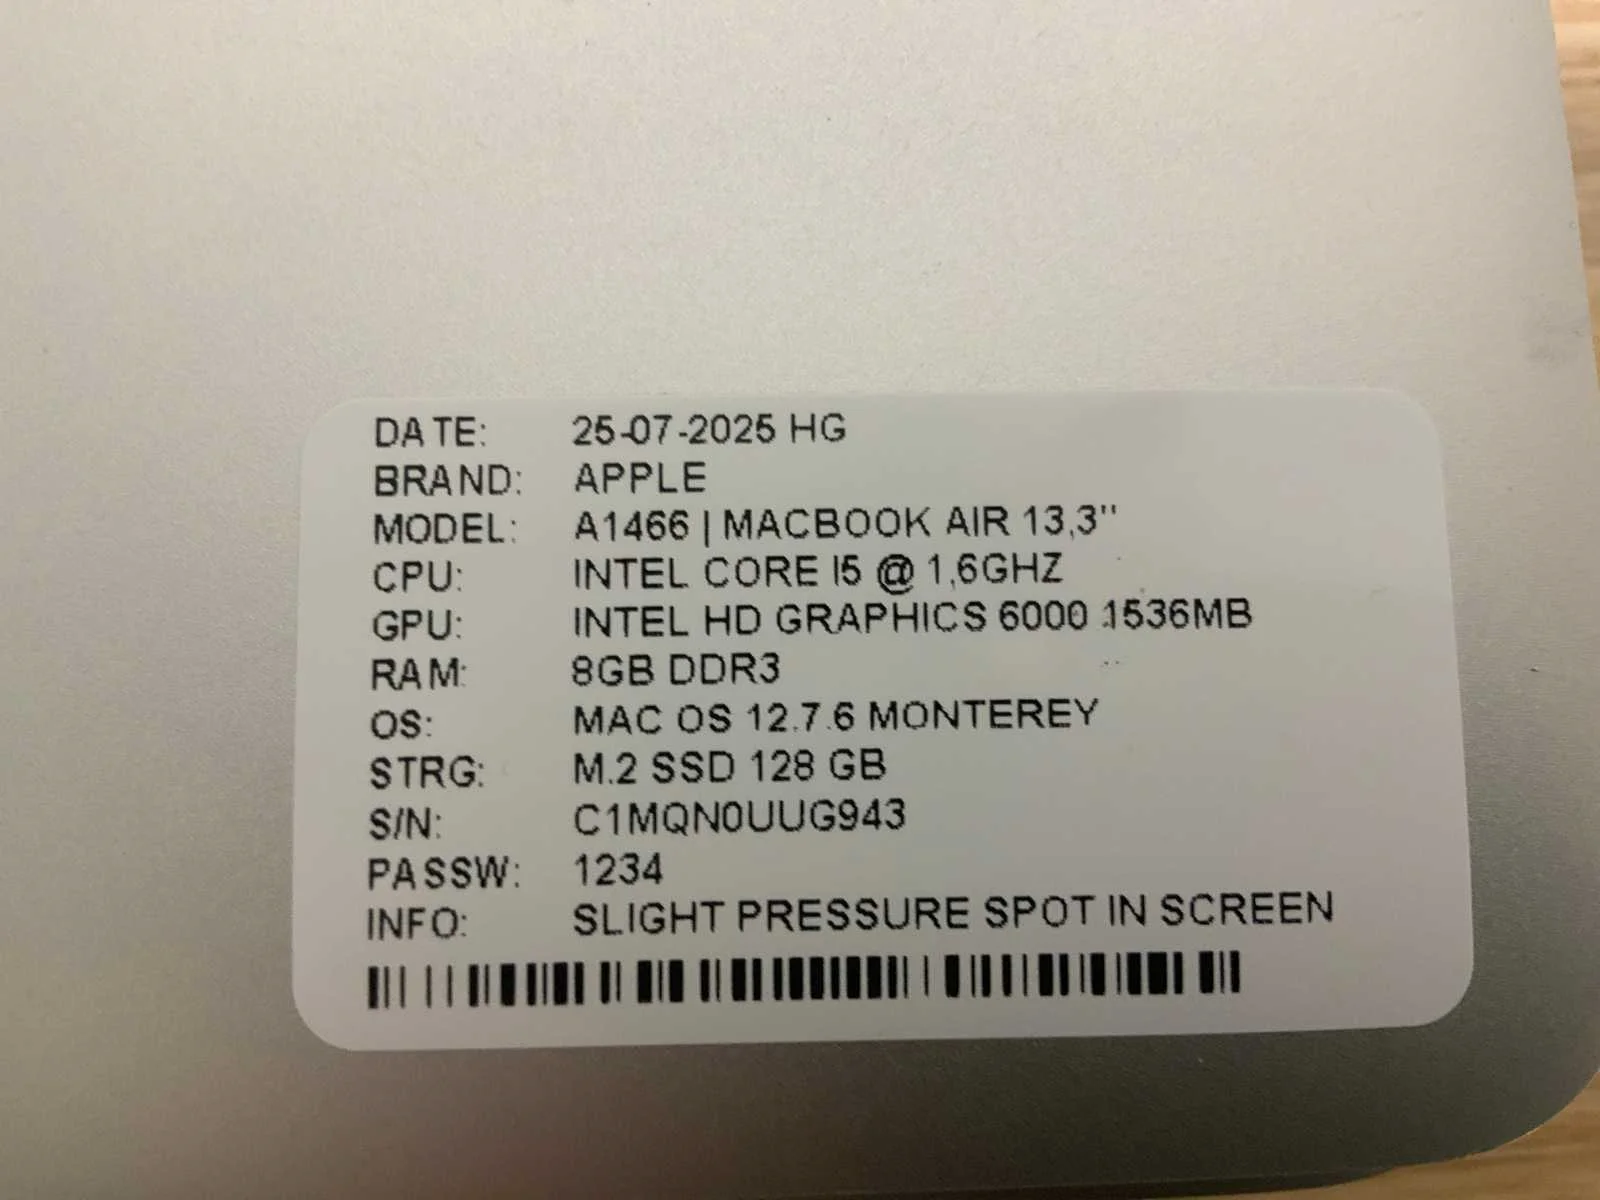 DATE: 25-07-2025 HG
BRAND: APPLE
MODEL: A1466 | MACBOOK AIR 13,3"
CPU: INTEL CORE I5 @ 1,6GHZ
GPU: INTEL HD GRAPHICS 6000 1536MB
RAM: 8GB DDR3
OS: MAC OS 12.7.6 MONTEREY
STRG: M.2 SSD 128 GB
S/N: C1MQN0UUG943
PASSW: 1234
INFO: SLIGHT PRESSURE SPOT IN SCREEN